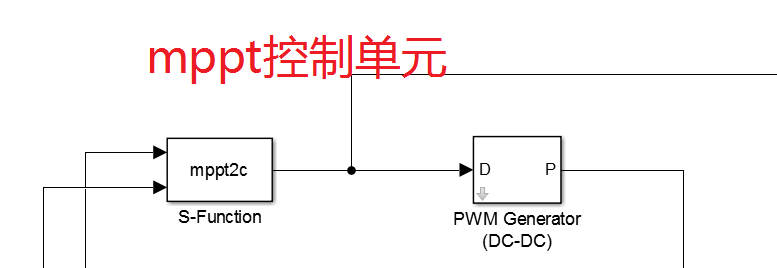 mppt控制单元
mppt2c
S-Function
D
P
PWM Generator
(DC-DC)